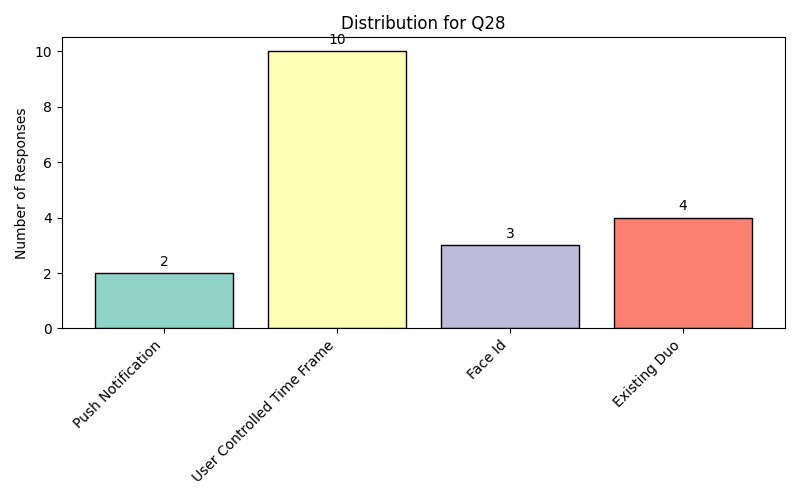 Distribution for Q28
Number of Responses
10
8
6
4
2
0
2
10
3
4
Push Notification
User Controlled Time Frame
Face Id
Existing Duo